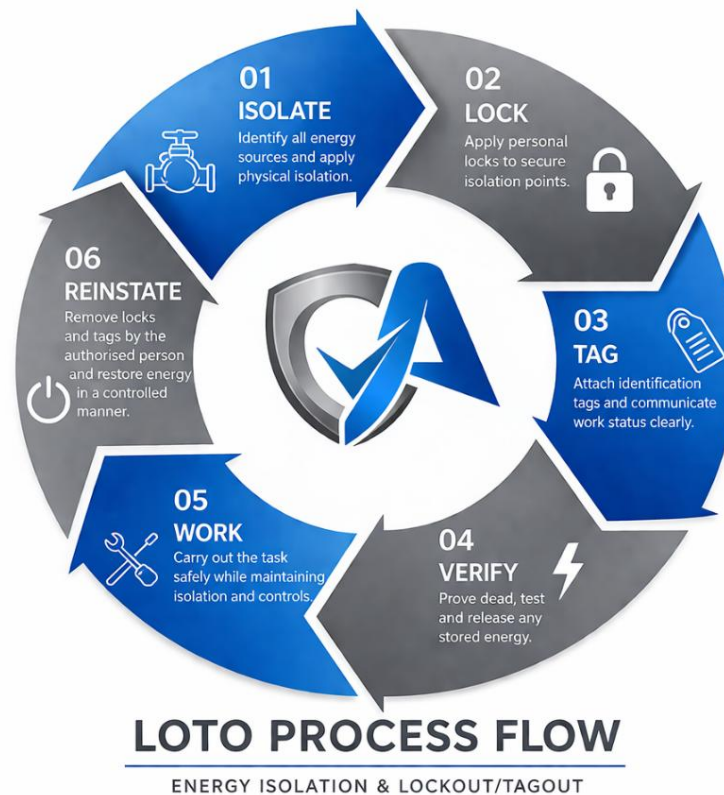 01
ISOLATE
Identify all energy
sources and apply
physical isolation.
02
LOCK
Apply personal
locks to secure
isolation points.
03
TAG
Attach identification
tags and communicate
work status clearly.
04
VERIFY
Prove dead, test
and release any
stored energy.
05
WORK
Carry out the task
safely while maintaining
isolation and controls.
06
REINSTATE
Remove locks
and tags by the
authorised person
and restore energy
in a controlled
manner.
LOTO PROCESS FLOW
ENERGY ISOLATION & LOCKOUT/TAGOUT